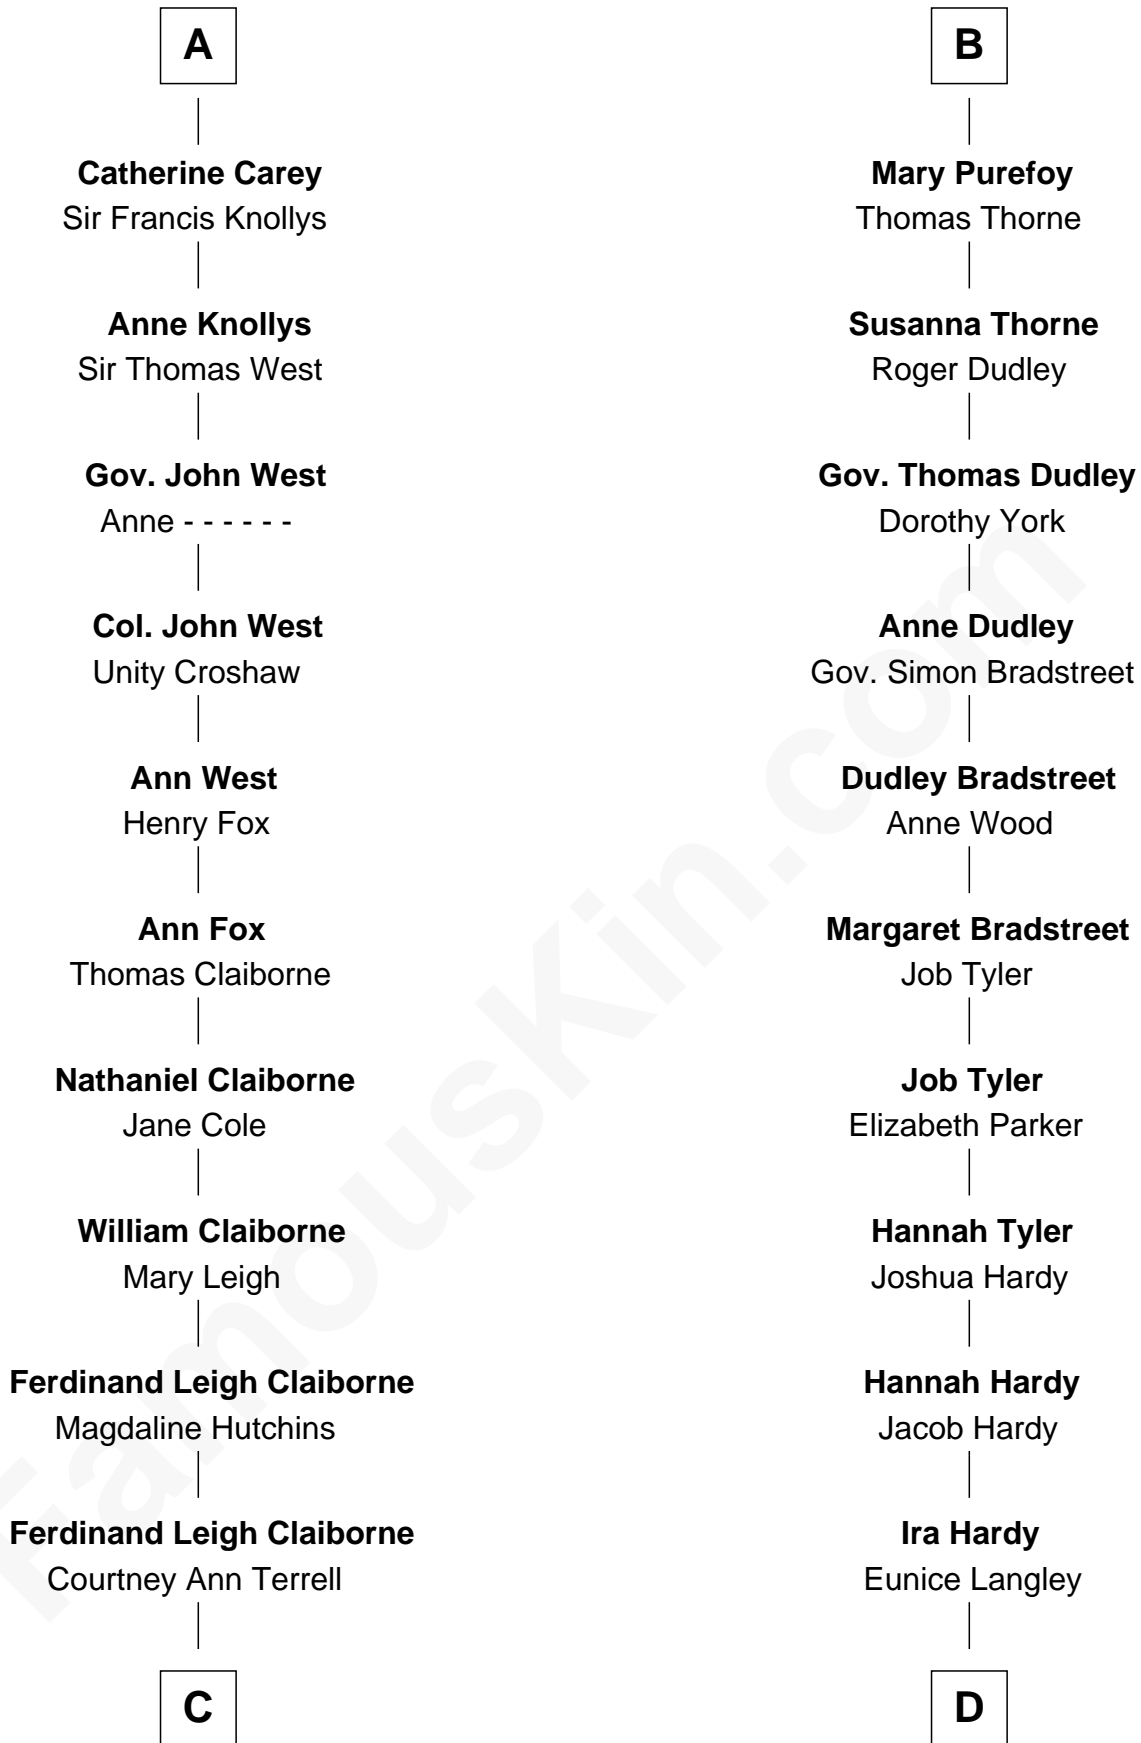 A
Catherine Carey
Sir Francis Knollys
Anne Knollys
Sir Thomas West
Gov. John West
Anne - - - - - -
Col. John West
Unity Croshaw
Ann West
Henry Fox
Ann Fox
Thomas Claiborne
Nathaniel Claiborne
Jane Cole
William Claiborne
Mary Leigh
Ferdinand Leigh Claiborne
Magdaline Hutchins
Ferdinand Leigh Claiborne
Courtney Ann Terrell
C
B
Mary Purefoy
Thomas Thorne
Susanna Thorne
Roger Dudley
Gov. Thomas Dudley
Dorothy York
Anne Dudley
Gov. Simon Bradstreet
Dudley Bradstreet
Anne Wood
Margaret Bradstreet
Job Tyler
Job Tyler
Elizabeth Parker
Hannah Tyler
Joshua Hardy
Hannah Hardy
Jacob Hardy
Ira Hardy
Eunice Langley
D
FamousKin.com